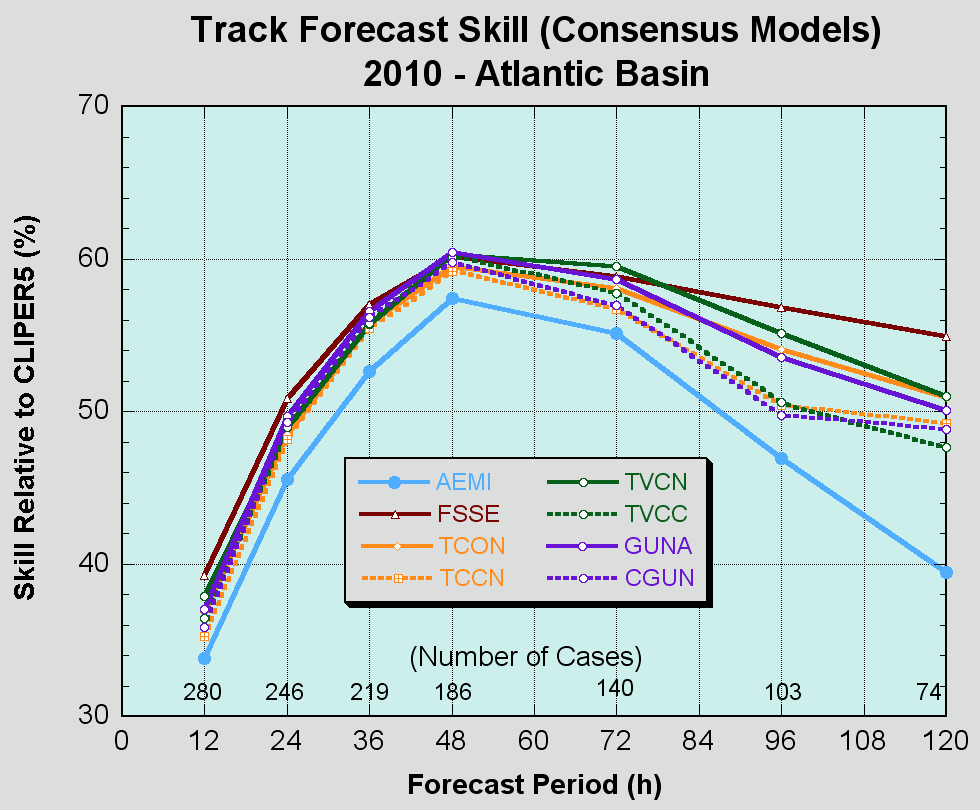 Track Forecast Skill (Consensus Models)
2010 - Atlantic Basin
Skill Relative to CLIPER5 (%)
70
60
50
40
30
AEMI
FSSE
TCON
TCCN
TVCN
TVCC
GUNA
CGUN
(Number of Cases)
280 246 219 186 140 103 74
0 12 24 36 48 60 72 84 96 108 120
Forecast Period (h)